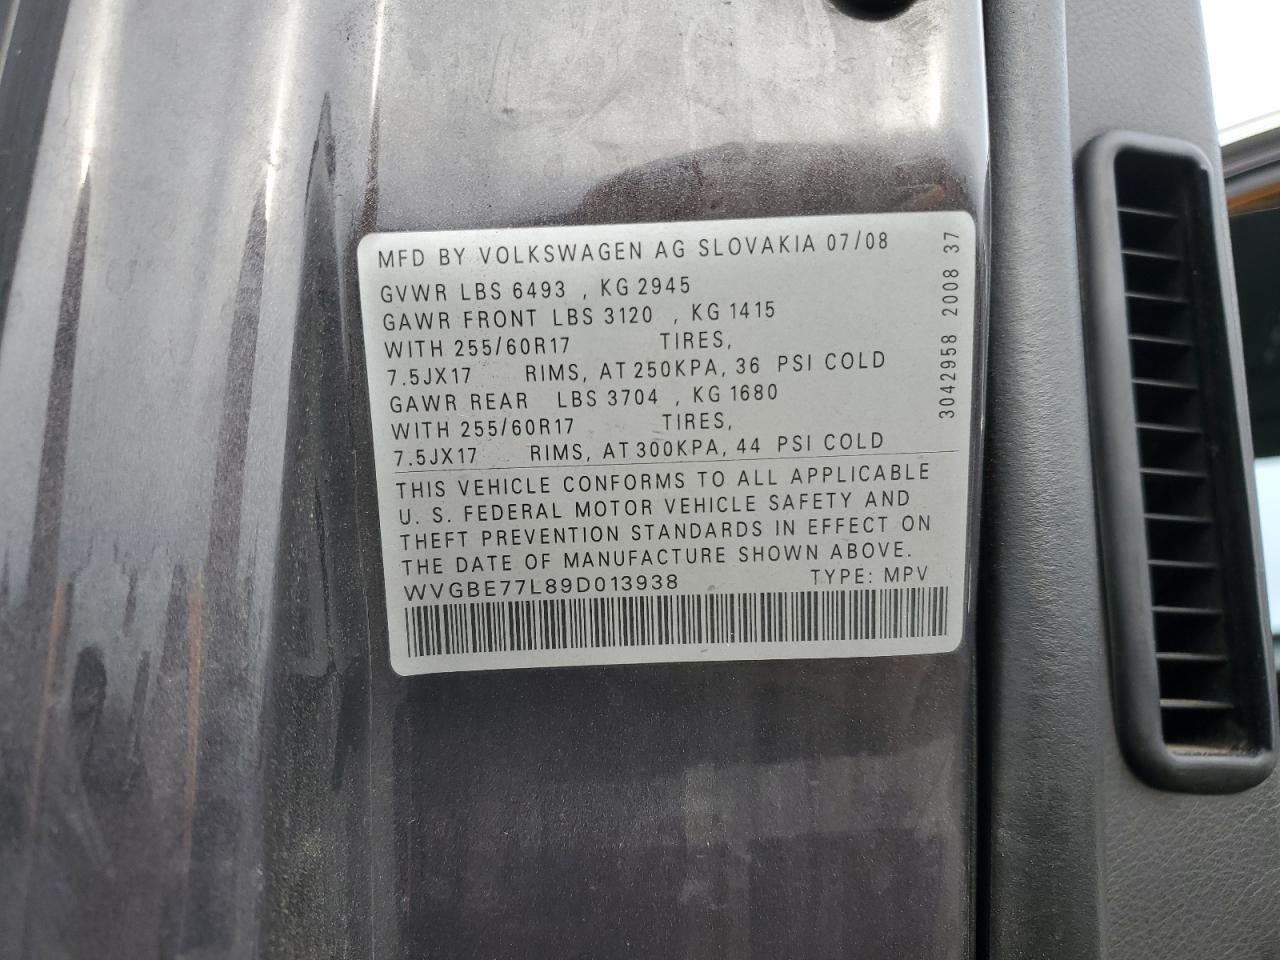 MFD BY VOLKSWAGEN AG SLOVAKIA 07/08
GVWR LBS 6493 , KG 2945
GAWR FRONT LBS 3120 , KG 1415
WITH 255/60R17 TIRES,
7.5JX17 RIMS, AT 250KPA, 36 PSI COLD
GAWR REAR LBS 3704 , KG 1680
WITH 255/60R17 TIRES,
7.5JX17 RIMS, AT 300KPA, 44 PSI COLD
THIS VEHICLE CONFORMS TO ALL APPLICABLE
U. S. FEDERAL MOTOR VEHICLE SAFETY AND
THEFT PREVENTION STANDARDS IN EFFECT ON
THE DATE OF MANUFACTURE SHOWN ABOVE.
WVGBE77L89D013938 TYPE: MPV
3042958 2008 37